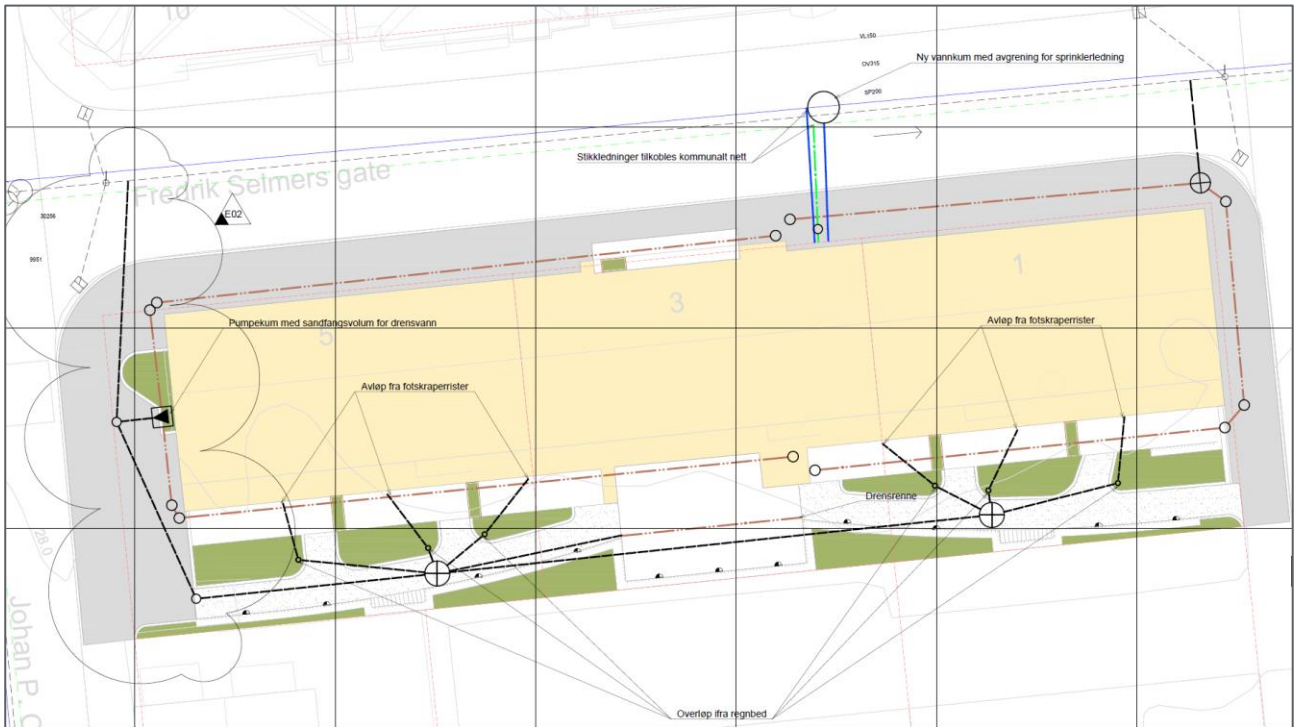 10
VL150
OV315
SP200
Ny vannkum med avgrening for sprinklerledning
Stikkledninger tilkobles kommunalt nett
Fredrik Selmers gate
E02
9951
1
3
5
Pumpekum med sandfangsvolum for drensvann
Avløp fra fotskraperrister
Avløp fra fotskraperrister
Drensrenne
28.0
Johan P. C
Overløp ifra regnbed